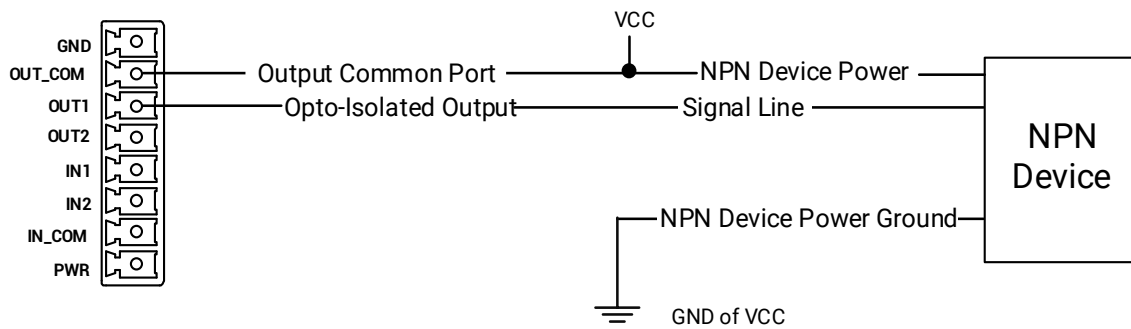 VCC
GND
OUT_COM
Output Common Port
NPN Device Power
OUT1
Opto-Isolated Output
Signal Line
OUT2
IN1
IN2
IN_COM
PWR
NPN
Device
NPN Device Power Ground
GND of VCC